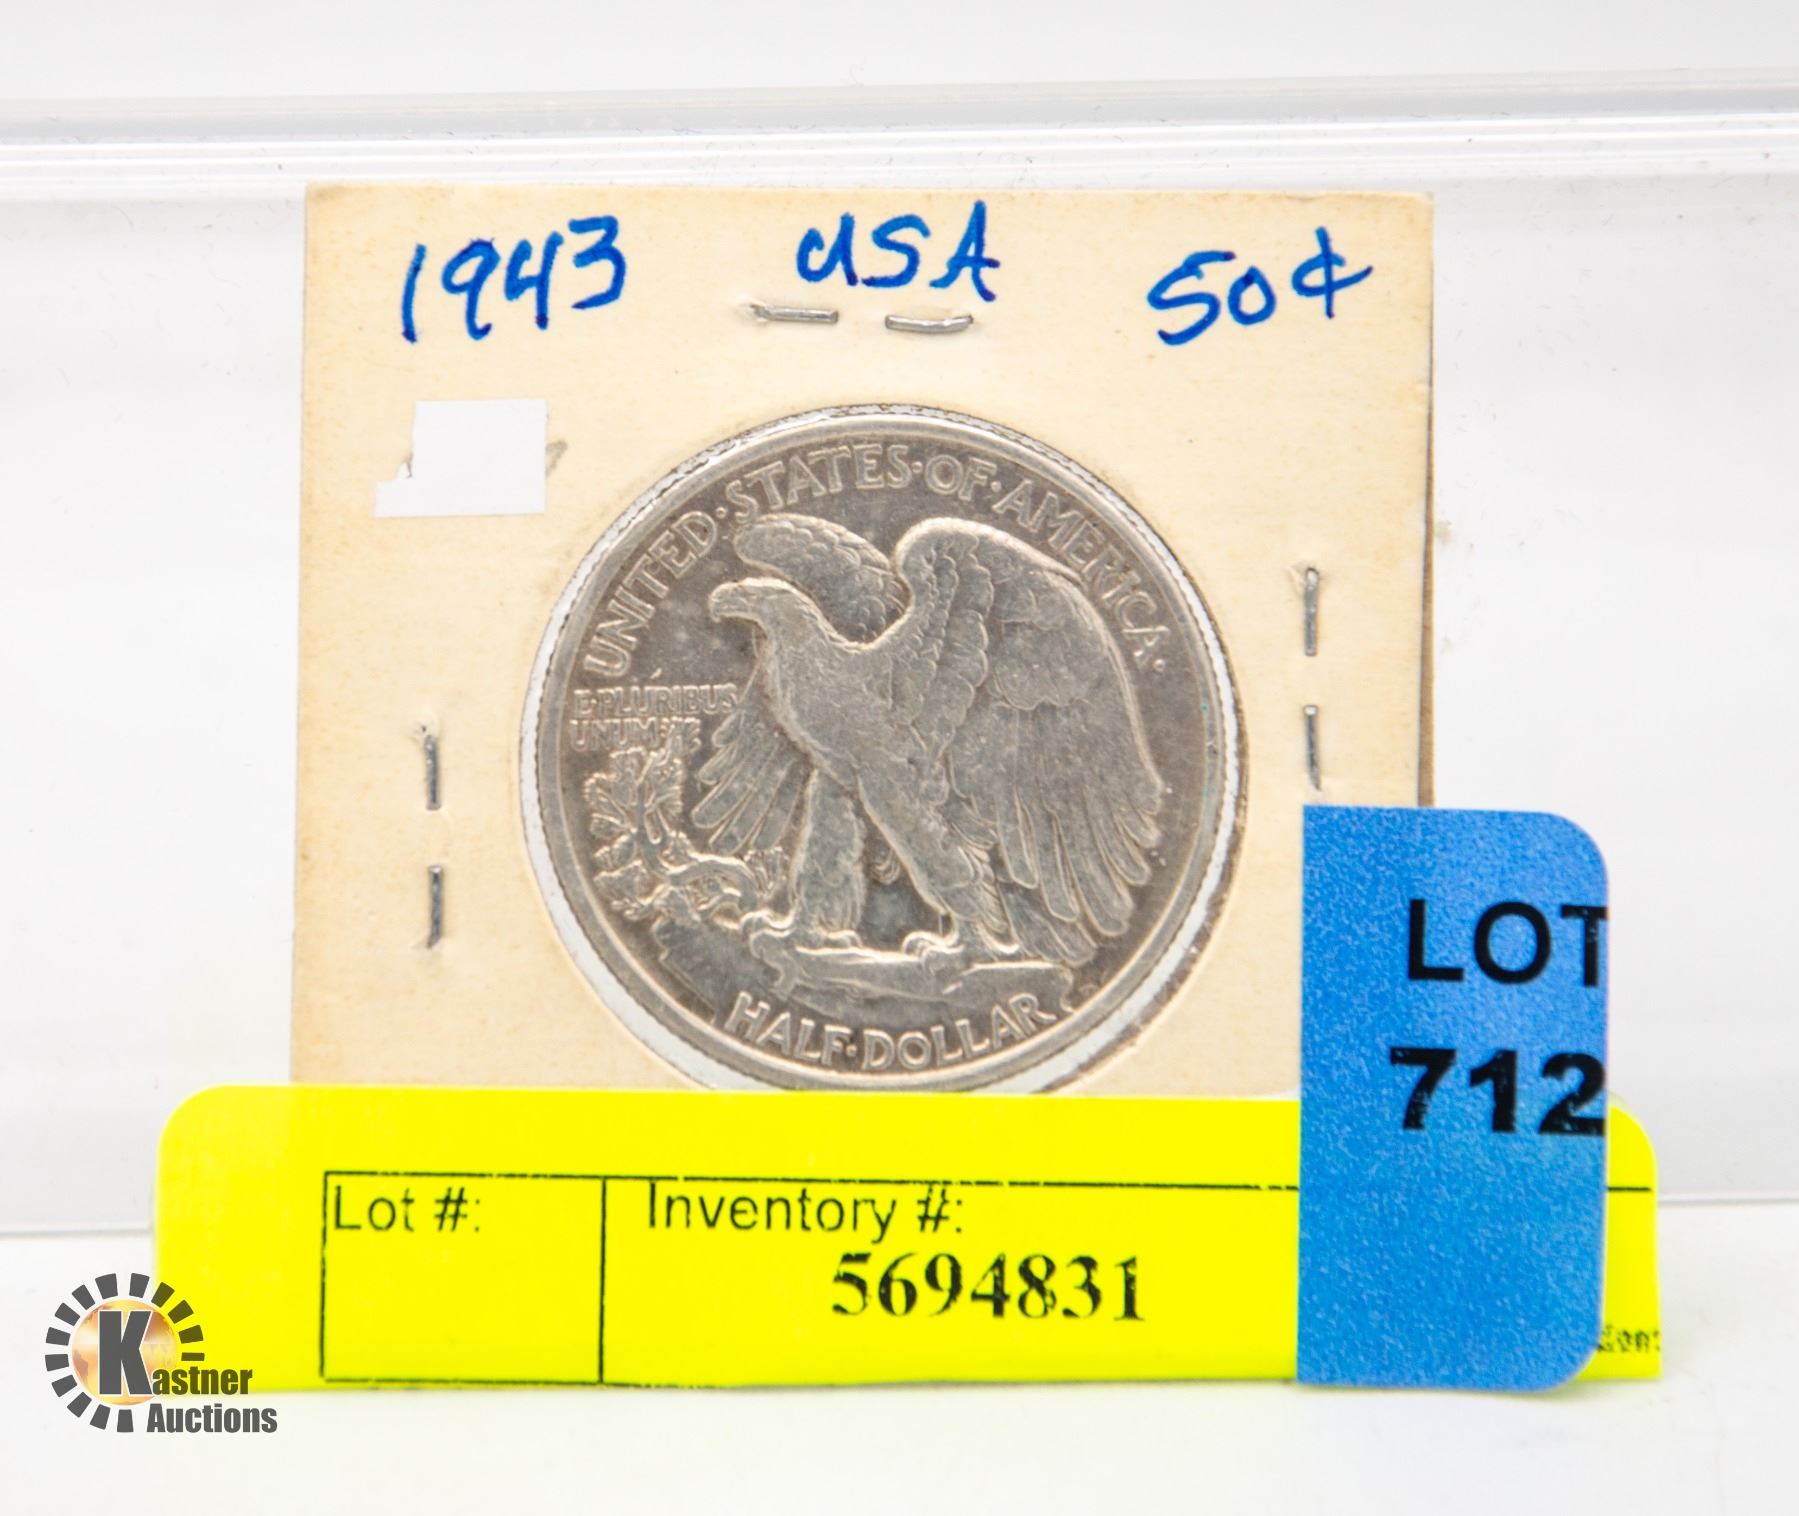 1943 USA 50¢
UNITED·STATES·OF·AMERICA·
E·PLURIBUS
UNUM
HALF·DOLLAR
LOT
712
Lot #: Inventory #:
5694831
Kastner
Auctions